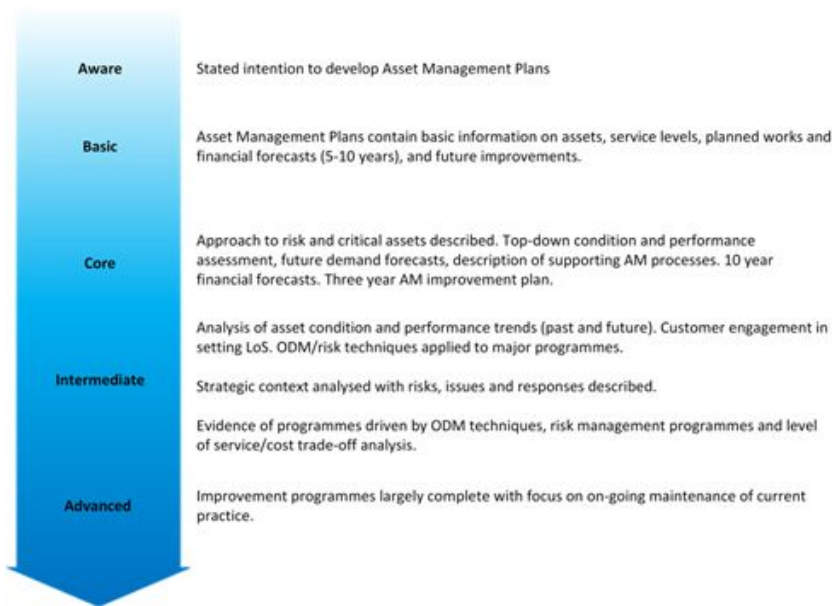 Aware
Stated intention to develop Asset Management Plans
Basic
Asset Management Plans contain basic information on assets, service levels, planned works and
financial forecasts (5-10 years), and future improvements.
Core
Approach to risk and critical assets described. Top-down condition and performance
assessment, future demand forecasts, description of supporting AM processes. 10 year
financial forecasts. Three year AM improvement plan.
Intermediate
Analysis of asset condition and performance trends (past and future). Customer engagement in
setting LoS. ODM/risk techniques applied to major programmes.
Strategic context analysed with risks, issues and responses described.
Evidence of programmes driven by ODM techniques, risk management programmes and level
of service/cost trade-off analysis.
Advanced
Improvement programmes largely complete with focus on on-going maintenance of current
practice.